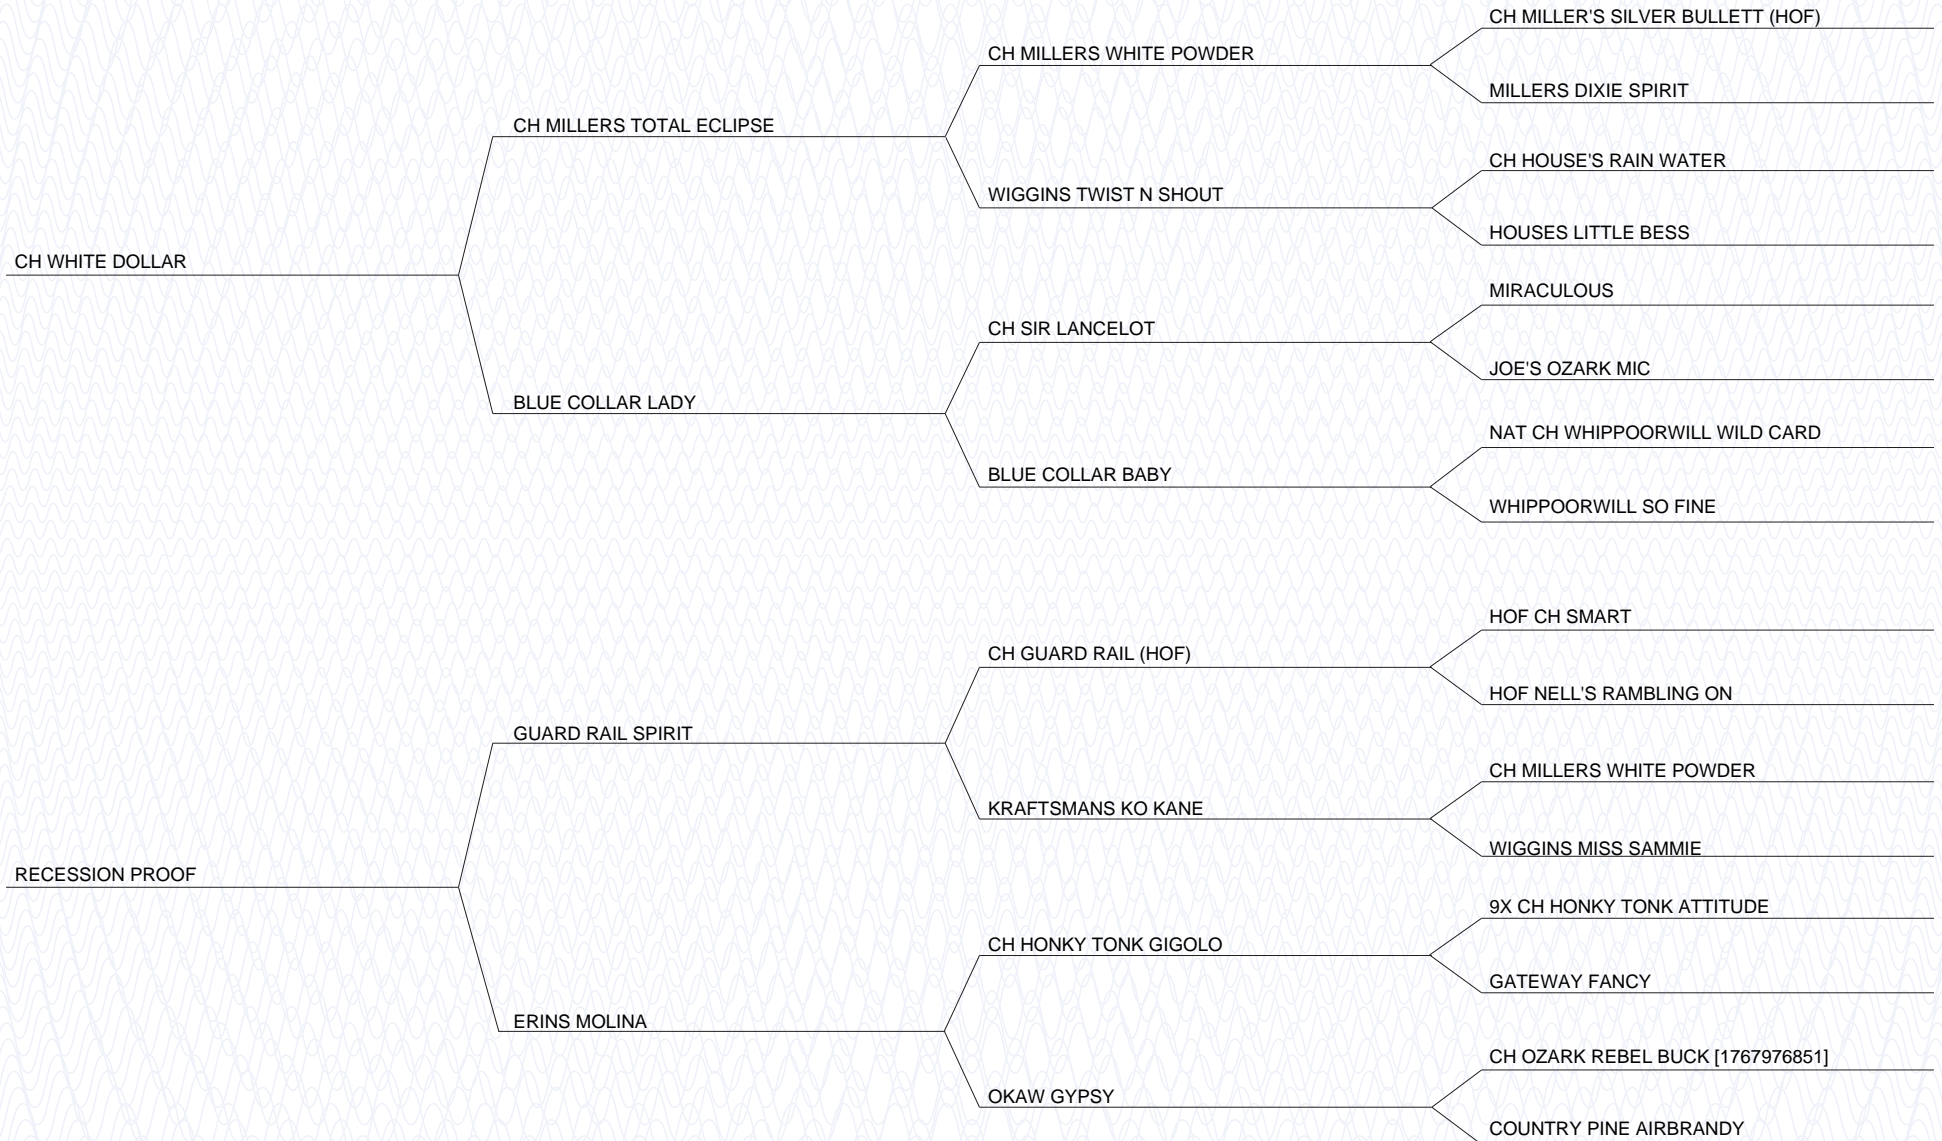 CH MILLER'S SILVER BULLETT (HOF)
CH MILLERS WHITE POWDER
MILLERS DIXIE SPIRIT
CH MILLERS TOTAL ECLIPSE
CH HOUSE'S RAIN WATER
WIGGINS TWIST N SHOUT
HOUSES LITTLE BESS
CH WHITE DOLLAR
MIRACULOUS
CH SIR LANCELOT
JOE'S OZARK MIC
BLUE COLLAR LADY
NAT CH WHIPPOORWILL WILD CARD
BLUE COLLAR BABY
WHIPPOORWILL SO FINE
HOF CH SMART
CH GUARD RAIL (HOF)
HOF NELL'S RAMBLING ON
GUARD RAIL SPIRIT
CH MILLERS WHITE POWDER
KRAFTSMANS KO KANE
WIGGINS MISS SAMMIE
RECESSION PROOF
9X CH HONKY TONK ATTITUDE
CH HONKY TONK GIGOLO
GATEWAY FANCY
ERINS MOLINA
CH OZARK REBEL BUCK [1767976851]
OKAW GYPSY
COUNTRY PINE AIRBRANDY